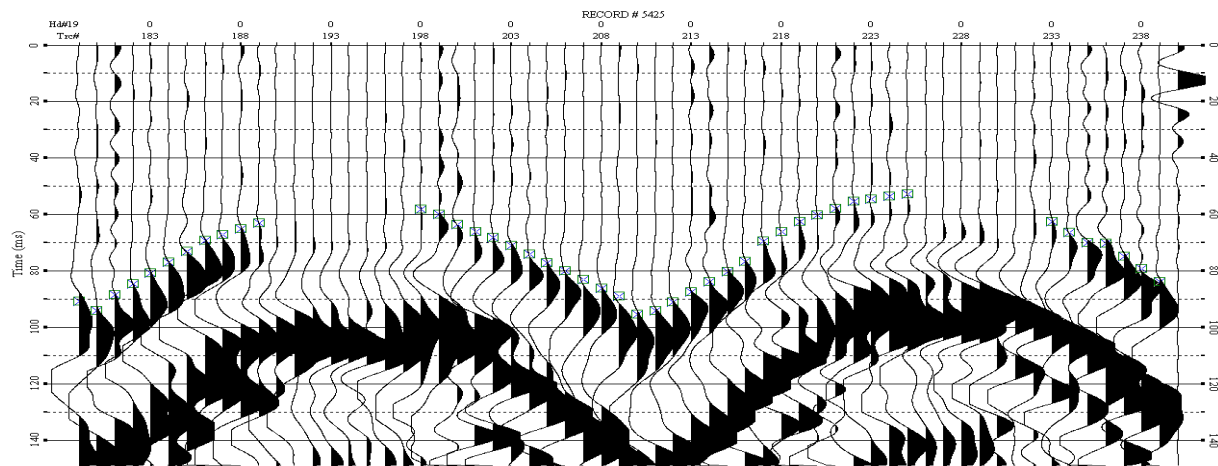 RECORD # 5425
Hd#19 0 0 0 0 0 0 0 0 0 0 0 0
Trc# 183 188 193 198 203 208 213 218 223 228 233 238
0 0
20 20
40 40
60 60
Time (ms)
80 80
100 100
120 120
140 140